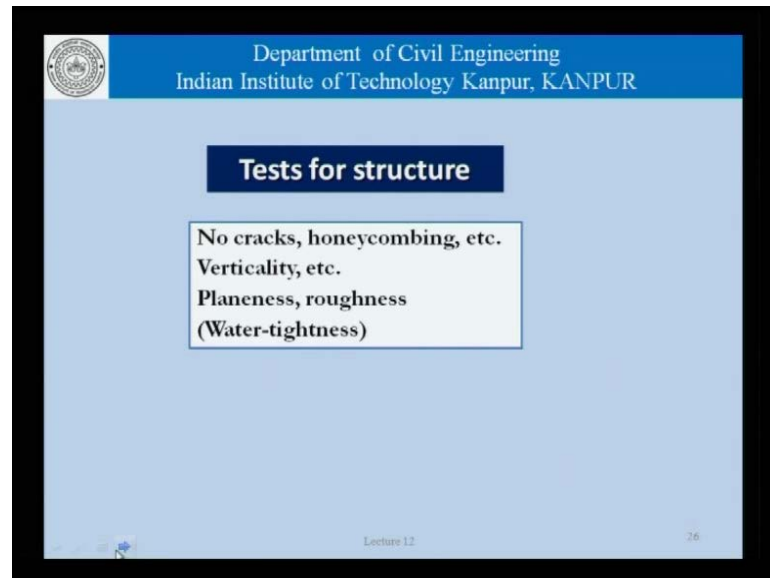 Department of Civil Engineering
Indian Institute of Technology Kanpur, KANPUR
Tests for structure
No cracks, honeycombing, etc.
Verticality, etc.
Planeness, roughness
(Water-tightness)
Lecture 12
26